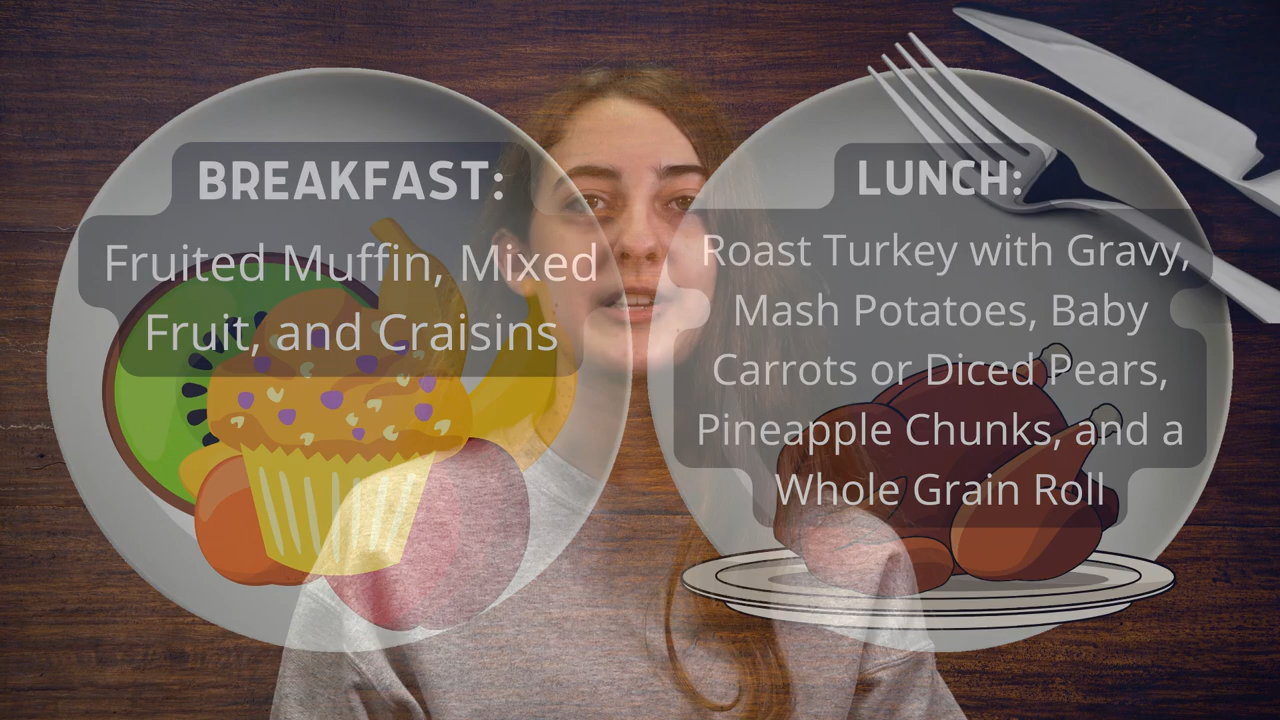 BREAKFAST:
Fruited Muffin, Mixed
Fruit, and Craisins
LUNCH:
Roast Turkey with Gravy,
Mash Potatoes, Baby
Carrots or Diced Pears,
Pineapple Chunks, and a
Whole Grain Roll